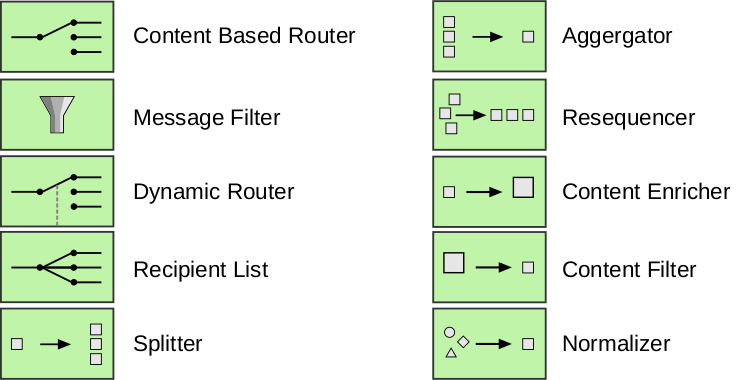 Content Based Router
Message Filter
Dynamic Router
Recipient List
Splitter
Aggergator
Resequencer
Content Enricher
Content Filter
Normalizer